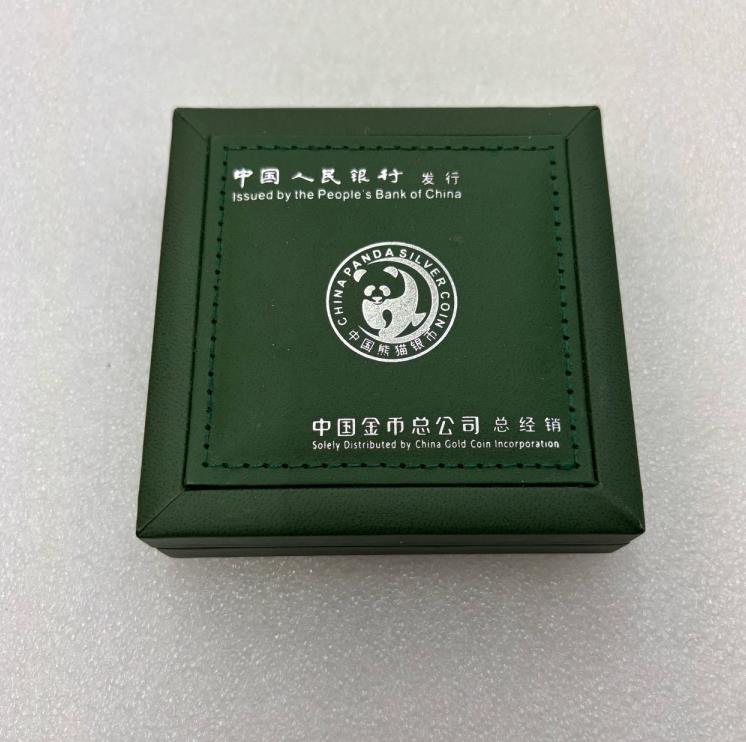 中国人民银行 发行
Issued by the People's Bank of China
CHINA PANDA SILVER COIN
中国熊猫银币
中国金币总公司 总经销
Solely Distributed by China Gold Coin Incorporation